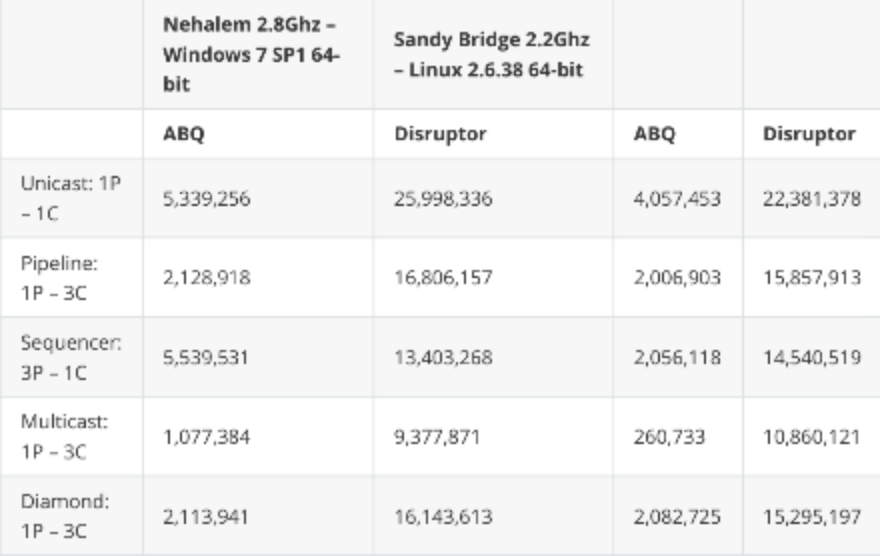 Nehalem 2.8Ghz –
Windows 7 SP1 64-
bit
Sandy Bridge 2.2Ghz
– Linux 2.6.38 64-bit
ABQ Disruptor ABQ Disruptor
Unicast: 1P
– 1C
5,339,256 25,998,336 4,057,453 22,381,378
Pipeline:
1P – 3C
2,128,918 16,806,157 2,006,903 15,857,913
Sequencer:
3P – 1C
5,539,531 13,403,268 2,056,118 14,540,519
Multicast:
1P – 3C
1,077,384 9,377,871 260,733 10,860,121
Diamond:
1P – 3C
2,113,941 16,143,613 2,082,725 15,295,197